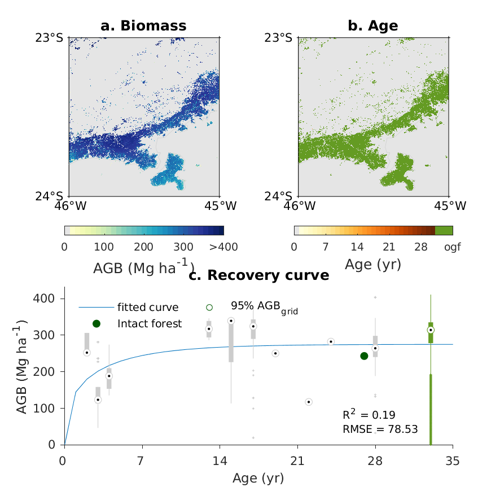 a. Biomass
b. Age
23°S
24°S
46°W
45°W
23°S
24°S
46°W
45°W
0 100 200 300 >400
AGB (Mg ha-1)
0 7 14 21 28 ogf
Age (yr)
c. Recovery curve
fitted curve
95% AGBgrid
Intact forest
400
300
200
100
0
AGB (Mg ha-1)
R2 = 0.19
RMSE = 78.53
0 7 14 21 28 35
Age (yr)